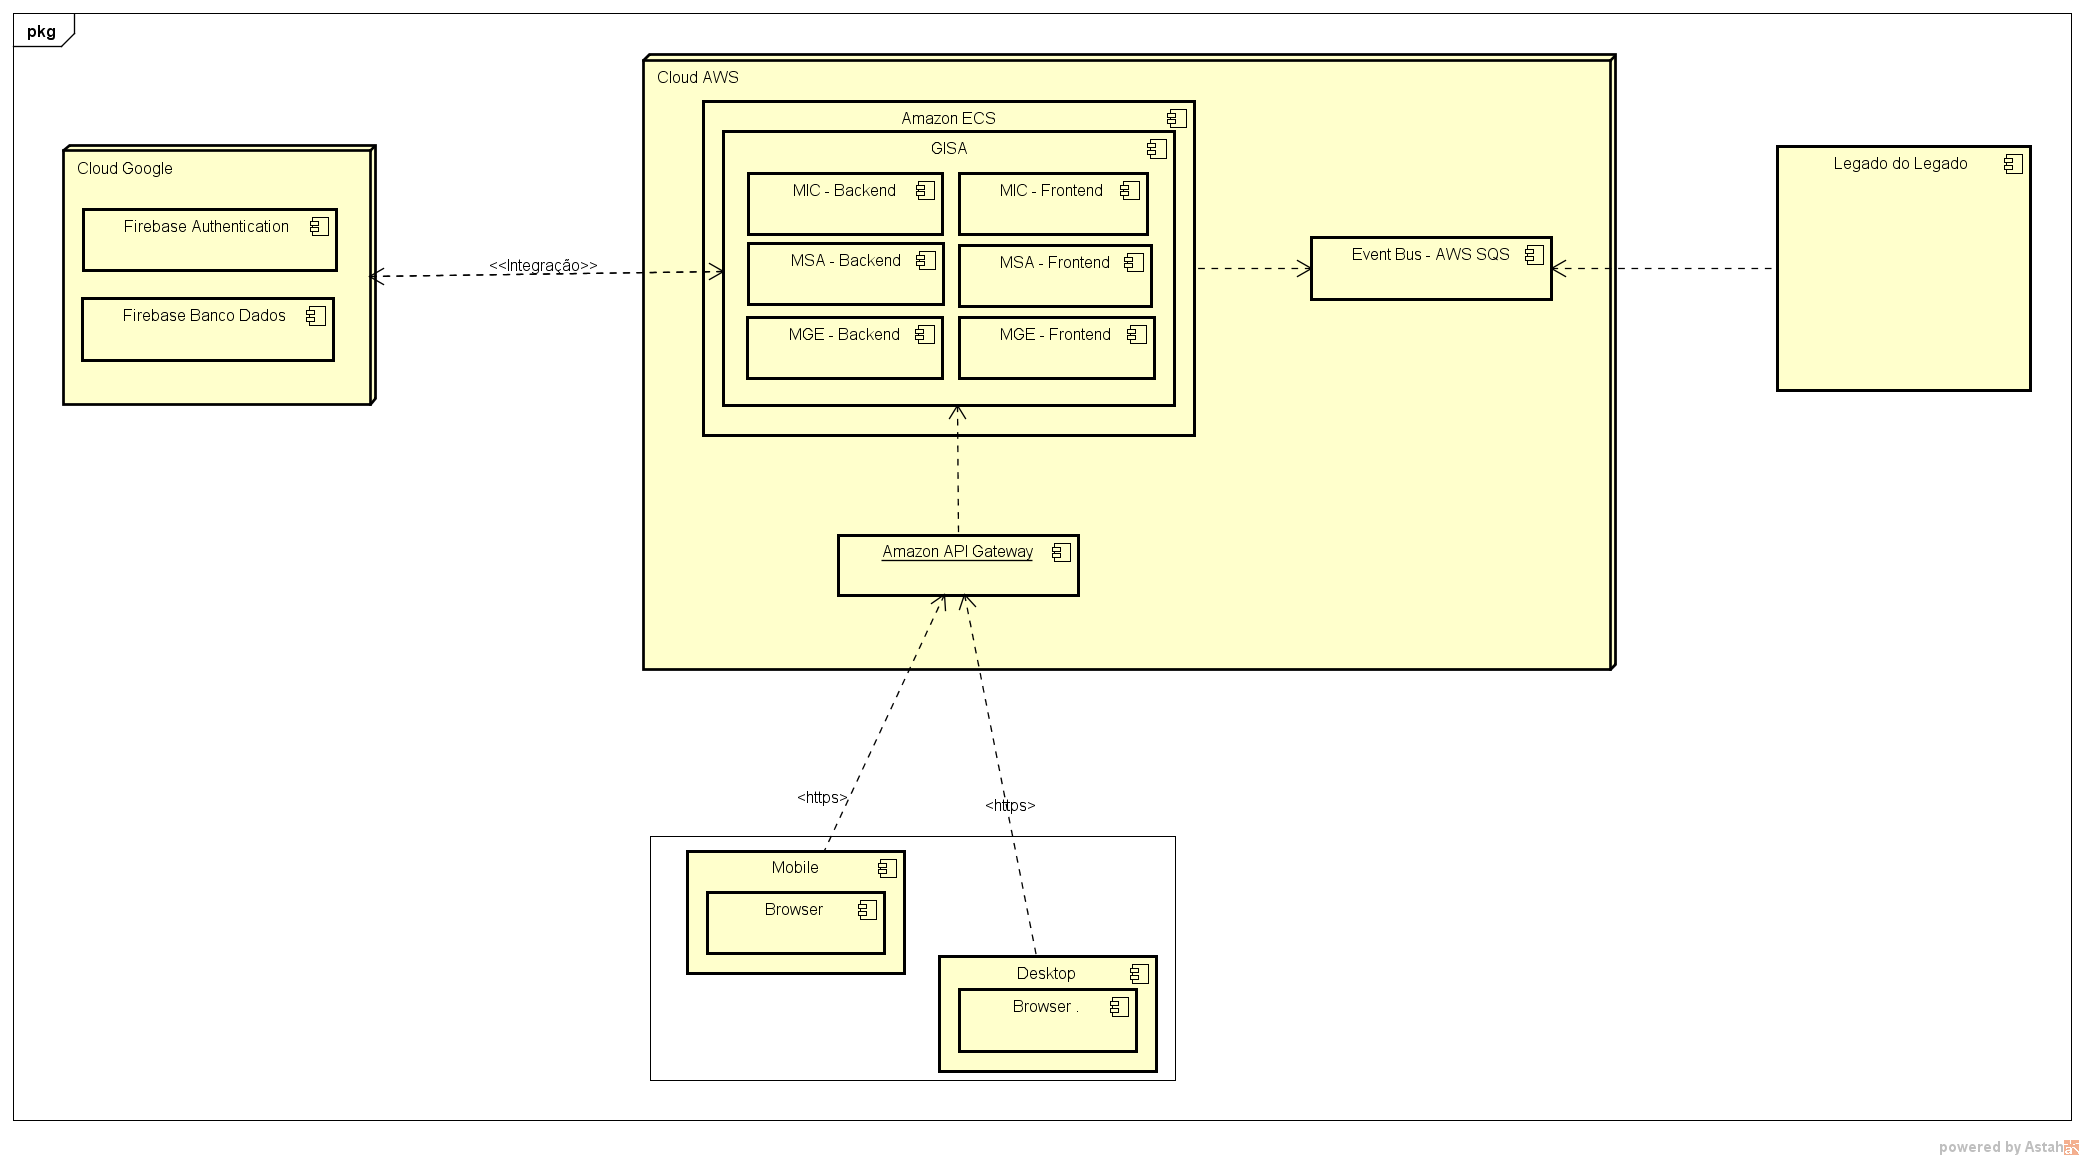 pkg
Cloud AWS
Amazon ECS
GISA
MIC - Backend
MIC - Frontend
MSA - Backend
MSA - Frontend
MGE - Backend
MGE - Frontend
Event Bus - AWS SQS
Legado do Legado
Cloud Google
Firebase Authentication
Firebase Banco Dados
<<Integração>>
Amazon API Gateway
<https>
<https>
Mobile
Browser
Desktop
Browser .
powered by Astah